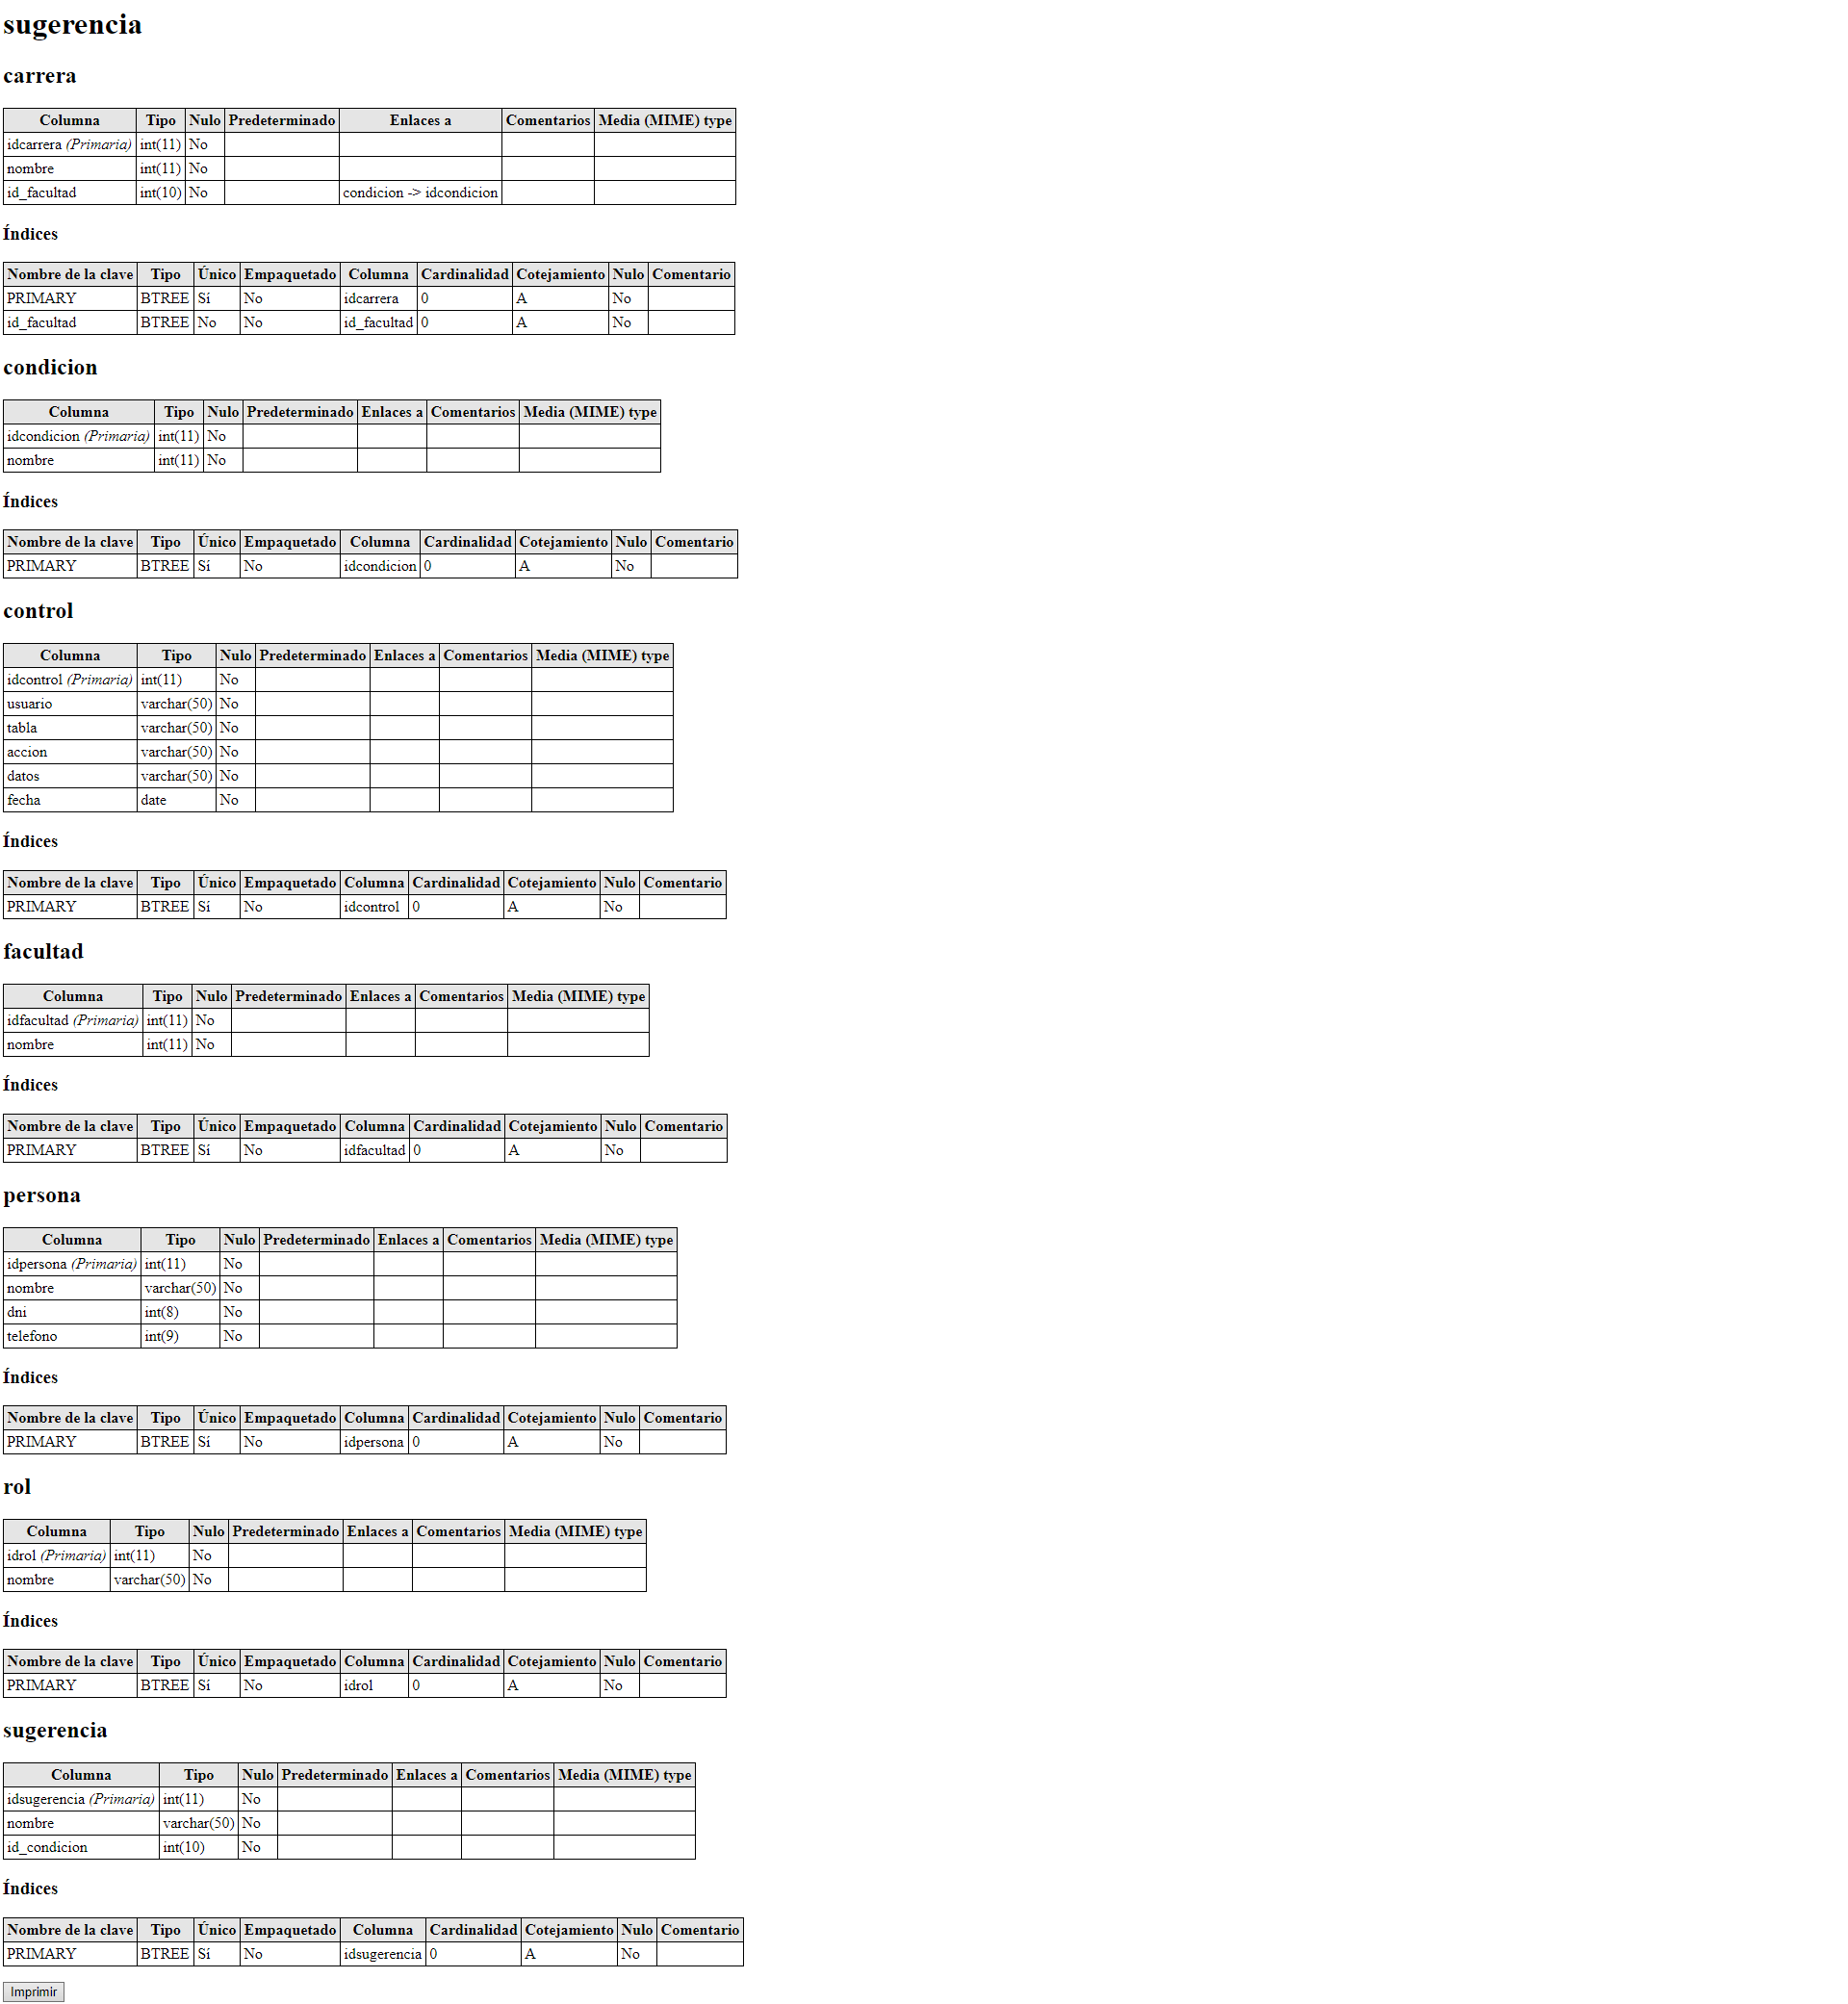 sugerencia
carrera
Columna Tipo Nulo Predeterminado Enlaces a Comentarios Media (MIME) type
idcarrera (Primaria) int(11) No
nombre int(11) No
id_facultad int(10) No condicion -> idcondicion
Índices
Nombre de la clave Tipo Único Empaquetado Columna Cardinalidad Cotejamiento Nulo Comentario
PRIMARY BTREE Sí No idcarrera 0 A No
id_facultad BTREE No No id_facultad 0 A No
condicion
Columna Tipo Nulo Predeterminado Enlaces a Comentarios Media (MIME) type
idcondicion (Primaria) int(11) No
nombre int(11) No
Índices
Nombre de la clave Tipo Único Empaquetado Columna Cardinalidad Cotejamiento Nulo Comentario
PRIMARY BTREE Sí No idcondicion 0 A No
control
Columna Tipo Nulo Predeterminado Enlaces a Comentarios Media (MIME) type
idcontrol (Primaria) int(11) No
usuario varchar(50) No
tabla varchar(50) No
accion varchar(50) No
datos varchar(50) No
fecha date No
Índices
Nombre de la clave Tipo Único Empaquetado Columna Cardinalidad Cotejamiento Nulo Comentario
PRIMARY BTREE Sí No idcontrol 0 A No
facultad
Columna Tipo Nulo Predeterminado Enlaces a Comentarios Media (MIME) type
idfacultad (Primaria) int(11) No
nombre int(11) No
Índices
Nombre de la clave Tipo Único Empaquetado Columna Cardinalidad Cotejamiento Nulo Comentario
PRIMARY BTREE Sí No idfacultad 0 A No
persona
Columna Tipo Nulo Predeterminado Enlaces a Comentarios Media (MIME) type
idpersona (Primaria) int(11) No
nombre varchar(50) No
dni int(8) No
telefono int(9) No
Índices
Nombre de la clave Tipo Único Empaquetado Columna Cardinalidad Cotejamiento Nulo Comentario
PRIMARY BTREE Sí No idpersona 0 A No
rol
Columna Tipo Nulo Predeterminado Enlaces a Comentarios Media (MIME) type
idrol (Primaria) int(11) No
nombre varchar(50) No
Índices
Nombre de la clave Tipo Único Empaquetado Columna Cardinalidad Cotejamiento Nulo Comentario
PRIMARY BTREE Sí No idrol 0 A No
sugerencia
Columna Tipo Nulo Predeterminado Enlaces a Comentarios Media (MIME) type
idsugerencia (Primaria) int(11) No
nombre varchar(50) No
id_condicion int(10) No
Índices
Nombre de la clave Tipo Único Empaquetado Columna Cardinalidad Cotejamiento Nulo Comentario
PRIMARY BTREE Sí No idsugerencia 0 A No
Imprimir